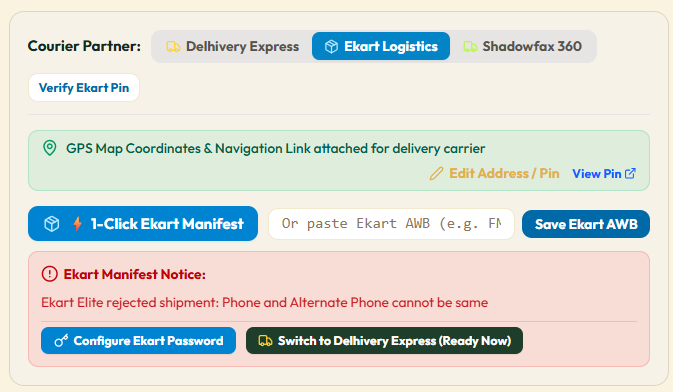 Courier Partner: Delhivery Express Ekart Logistics Shadowfax 360
Verify Ekart Pin
GPS Map Coordinates & Navigation Link attached for delivery carrier
Edit Address / Pin View Pin
1-Click Ekart Manifest Or paste Ekart AWB (e.g. FM Save Ekart AWB
Ekart Manifest Notice:
Ekart Elite rejected shipment: Phone and Alternate Phone cannot be same
Configure Ekart Password Switch to Delhivery Express (Ready Now)